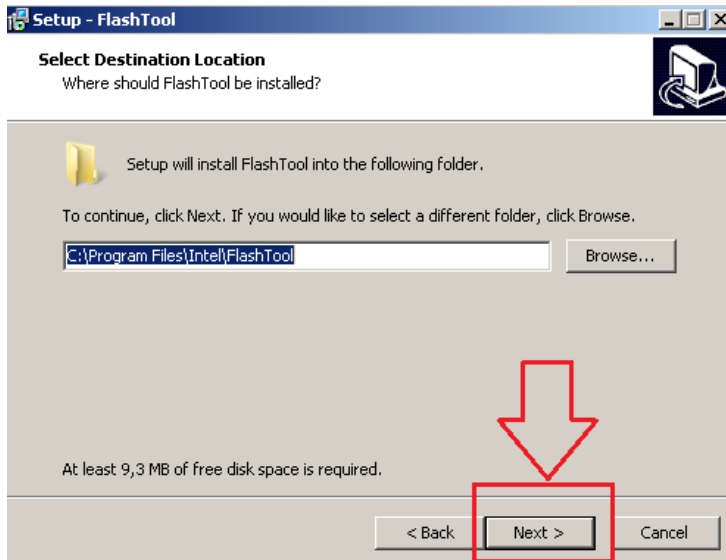 Setup - FlashTool
Select Destination Location
Where should FlashTool be installed?
Setup will install FlashTool into the following folder.
To continue, click Next. If you would like to select a different folder, click Browse.
C:\Program Files\Intel\FlashTool
Browse...
At least 9,3 MB of free disk space is required.
< Back
Next >
Cancel